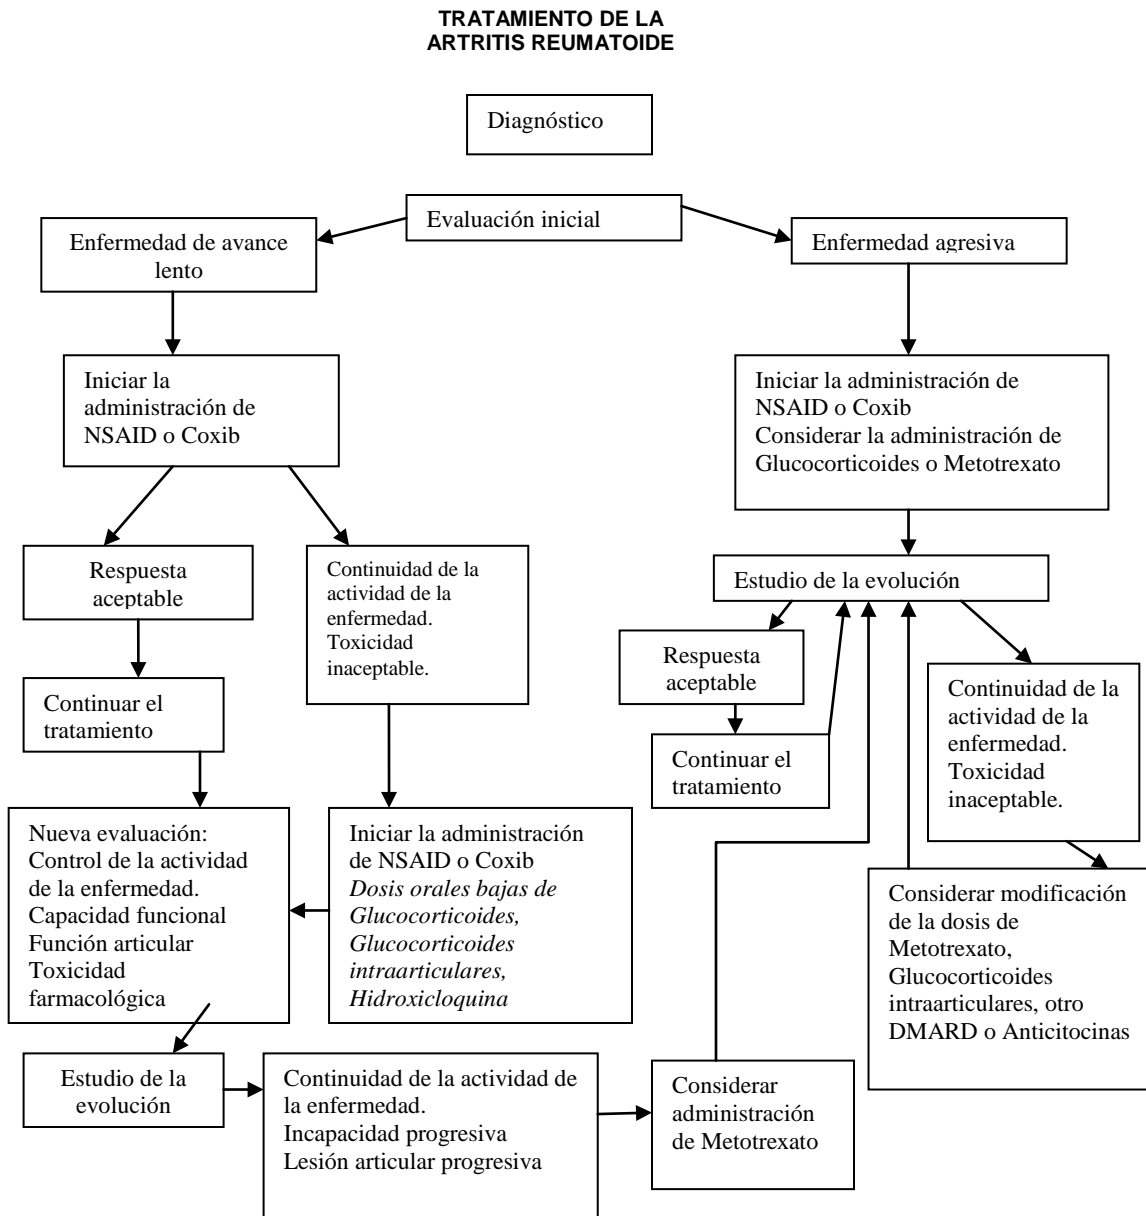 TRATAMIENTO DE LA
ARTRITIS REUMATOIDE
Diagnóstico
Evaluación inicial
Enfermedad de avance
lento
Enfermedad agresiva
Iniciar la
administración de
NSAID o Coxib
Iniciar la administración de
NSAID o Coxib
Considerar la administración de
Glucocorticoides o Metotrexato
Respuesta
aceptable
Continuidad de la
actividad de la
enfermedad.
Toxicidad
inaceptable.
Estudio de la evolución
Respuesta
aceptable
Continuidad de la
actividad de la
enfermedad.
Toxicidad
inaceptable.
Continuar el
tratamiento
Continuar el
tratamiento
Nueva evaluación:
Control de la actividad
de la enfermedad.
Capacidad funcional
Función articular
Toxicidad
farmacológica
Iniciar la administración
de NSAID o Coxib
Dosis orales bajas de
Glucocorticoides,
Glucocorticoides
intraarticulares,
Hidroxicloquina
Considerar modificación
de la dosis de
Metotrexato,
Glucocorticoides
intraarticulares, otro
DMARD o Anticitocinas
Estudio de la
evolución
Continuidad de la actividad de
la enfermedad.
Incapacidad progresiva
Lesión articular progresiva
Considerar
administración
de Metotrexato